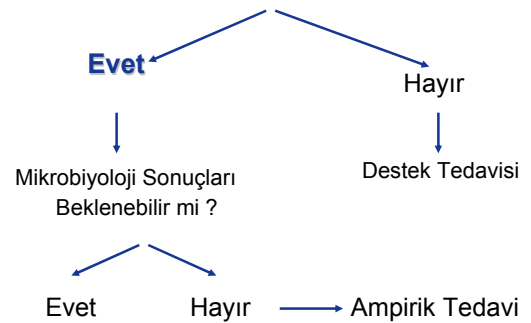 Evet
Hayır
Mikrobiyoloji Sonuçları
Beklenebilir mi ?
Destek Tedavisi
Evet
Hayır
Ampirik Tedavi